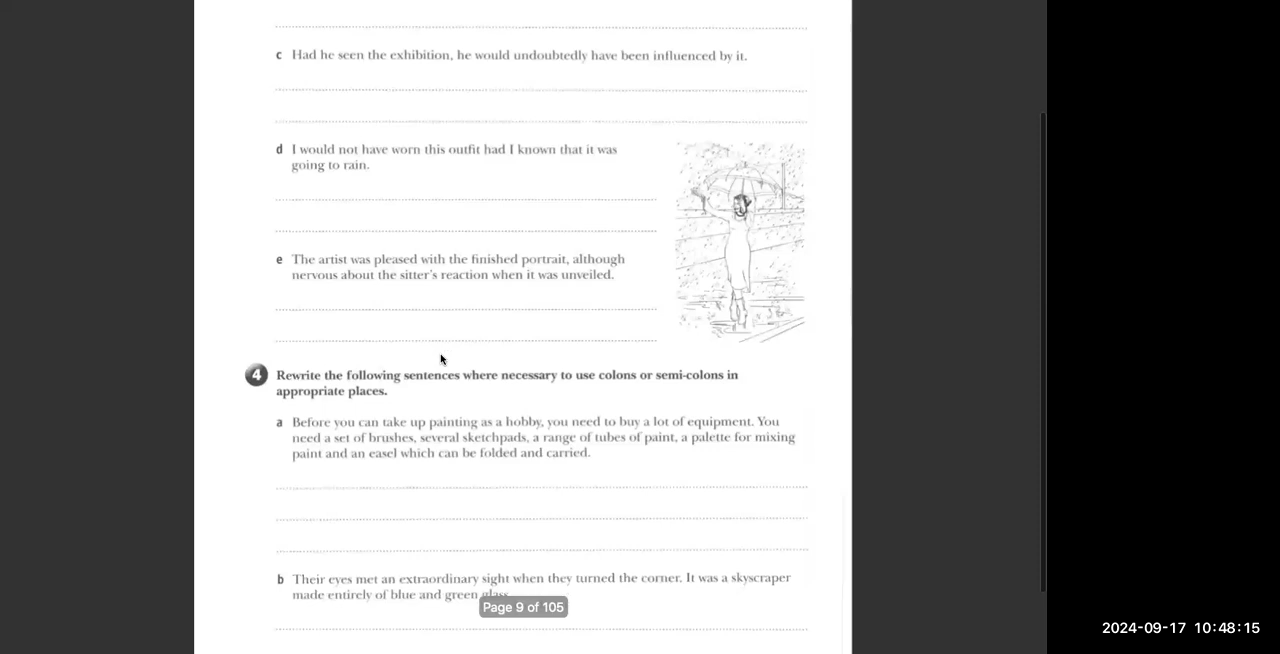 c Had he seen the exhibition, he would undoubtedly have been influenced by it.
d I would not have worn this outfit had I known that it was
going to rain.
e The artist was pleased with the finished portrait, although
nervous about the sitter's reaction when it was unveiled.
4 Rewrite the following sentences where necessary to use colons or semi-colons in
appropriate places.
a Before you can take up painting as a hobby, you need to buy a lot of equipment. You
need a set of brushes, several sketchpads, a range of tubes of paint, a palette for mixing
paint and an easel which can be folded and carried.
b Their eyes met an extraordinary sight when they turned the corner. It was a skyscraper
made entirely of blue and green glass.
Page 9 of 105
2024-09-17 10:48:15